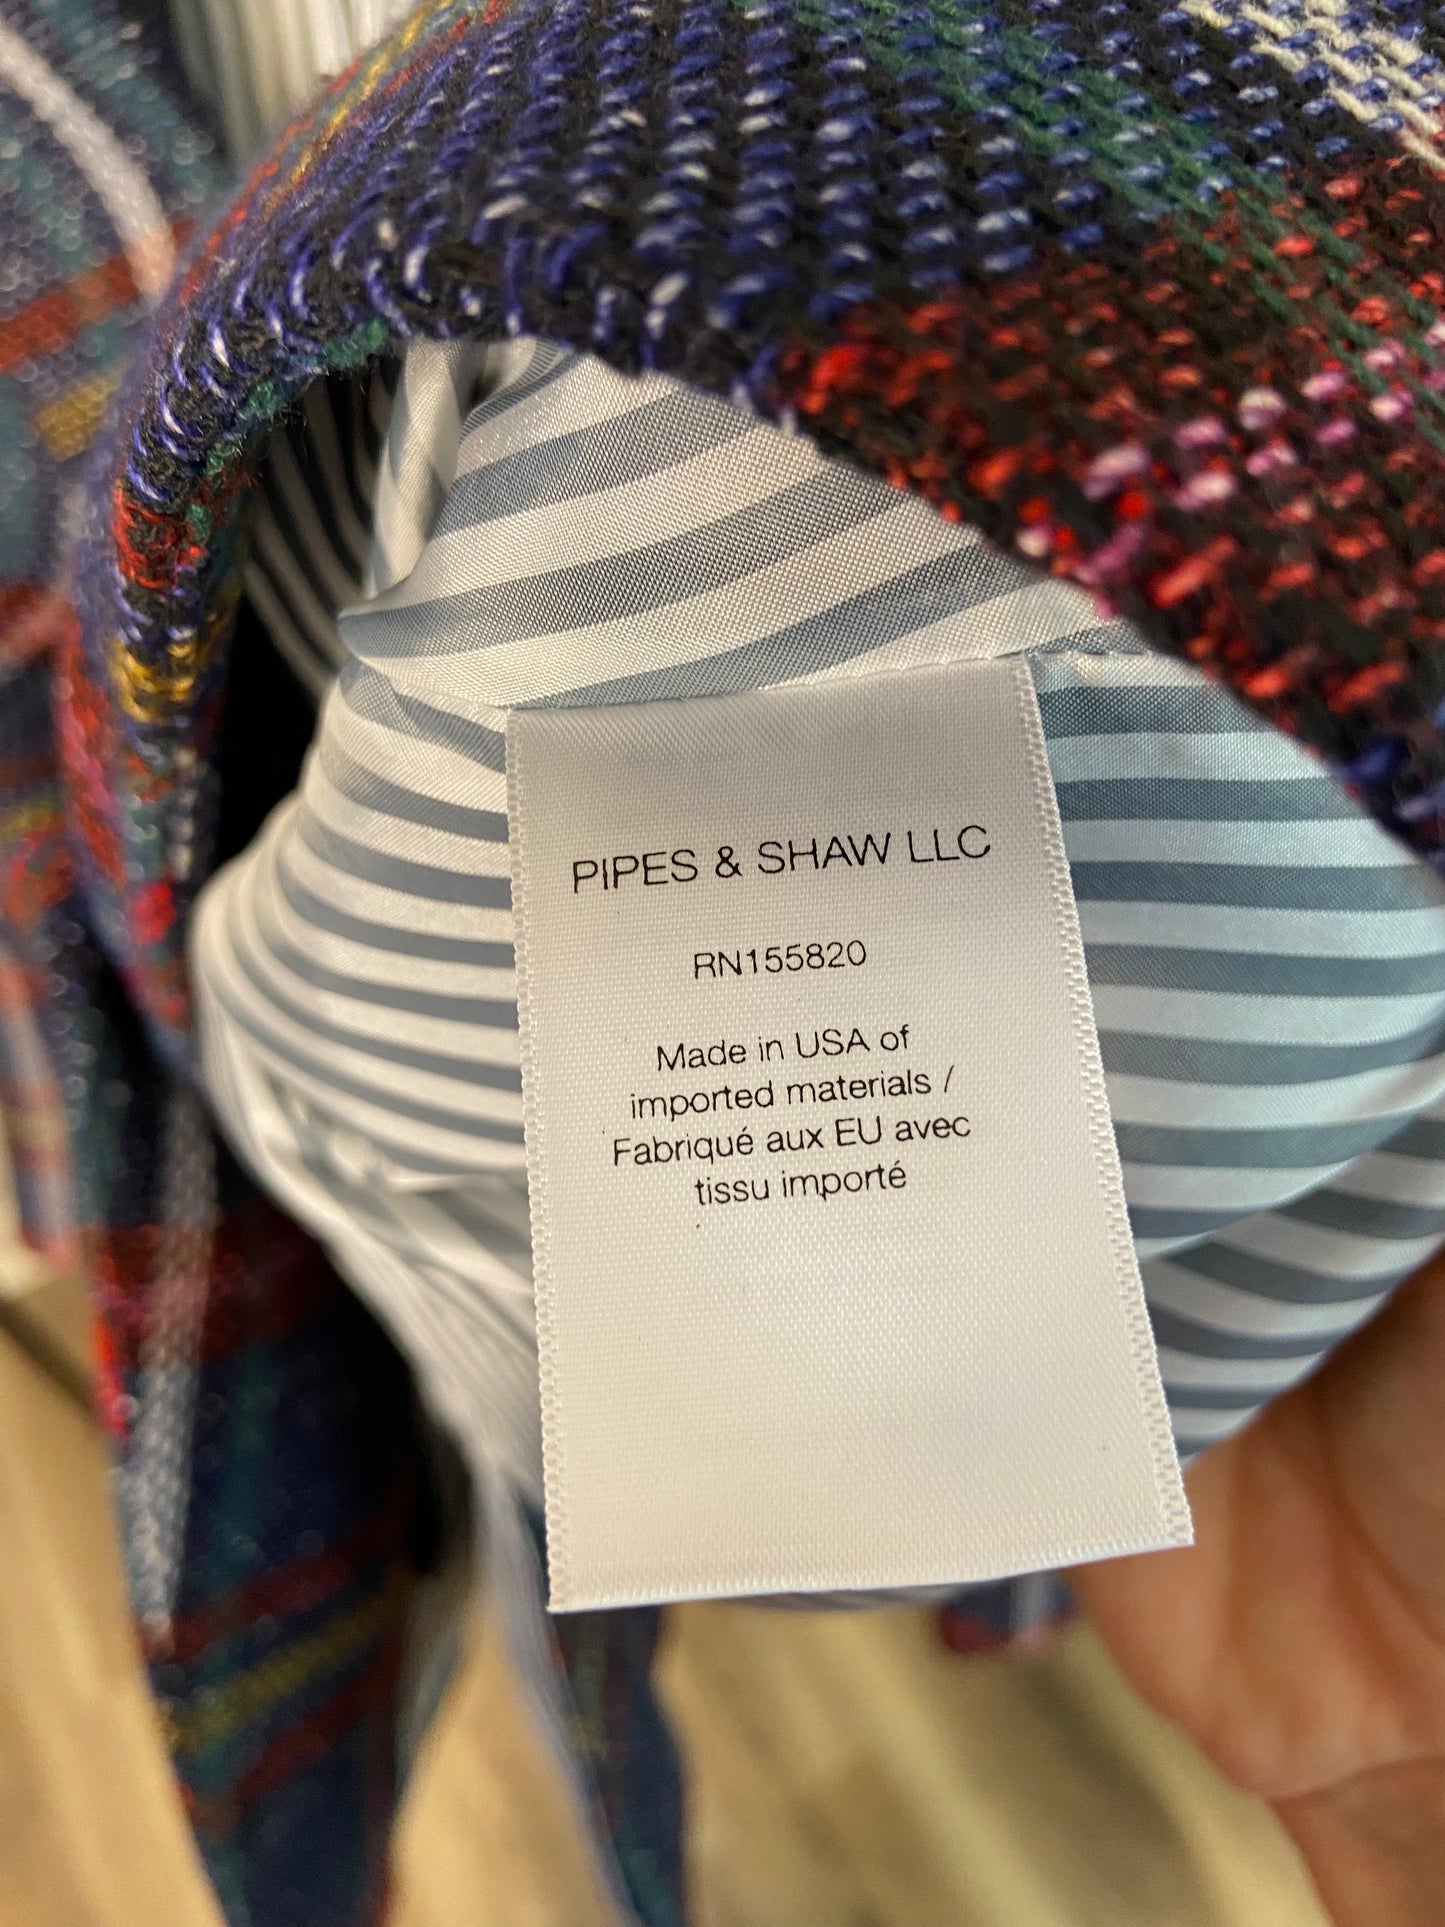 PIPES & SHAW LLC
RN155820
Made in USA of
imported materials /
Fabriqué aux EU avec
tissu importé